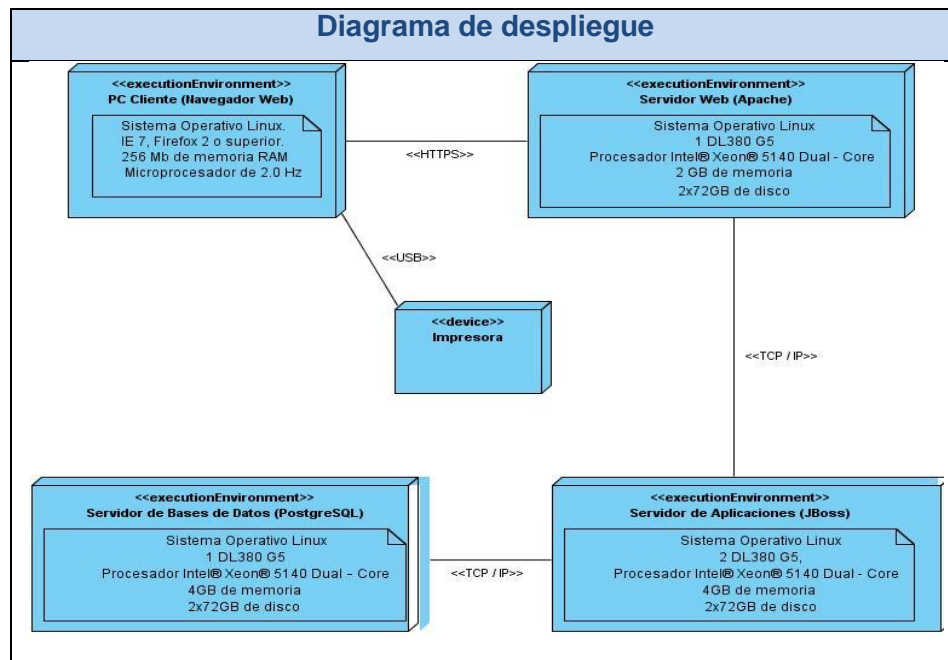 Diagrama de despliegue
<<executionEnvironment>>
PC Cliente (Navegador Web)
Sistema Operativo Linux.
IE 7, Firefox 2 o superior.
256 Mb de memoria RAM
Microprocesador de 2.0 Hz
<<HTTPS>>
<<executionEnvironment>>
Servidor Web (Apache)
Sistema Operativo Linux
1 DL380 G5
Procesador Intel® Xeon® 5140 Dual - Core
2 GB de memoria
2x72GB de disco
<<USB>>
<<device>>
Impresora
<<TCP / IP>>
<<executionEnvironment>>
Servidor de Bases de Datos (PostgreSQL)
Sistema Operativo Linux
1 DL380 G5
Procesador Intel® Xeon® 5140 Dual - Core
4GB de memoria
2x72GB de disco
<<TCP / IP>>
<<executionEnvironment>>
Servidor de Aplicaciones (JBoss)
Sistema Operativo Linux
2 DL380 G5,
Procesador Intel® Xeon® 5140 Dual - Core
4GB de memoria
2x72GB de disco